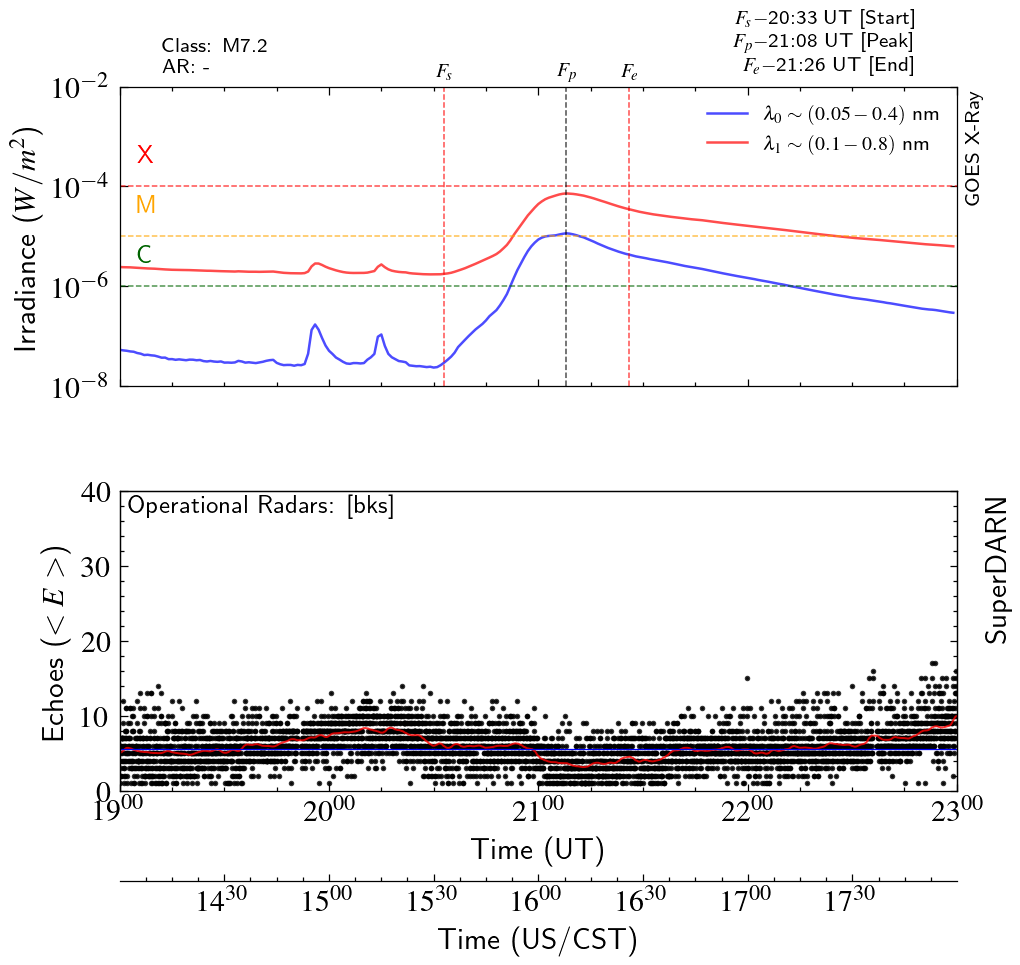 Class: M7.2
AR: -
F_s−20:33 UT [Start]
F_p−21:08 UT [Peak]
F_e−21:26 UT [End]
F_s F_p F_e
10^−2
10^−4
10^−6
10^−8
Irradiance (W/m^2)
X
M
C
λ_0 ∼ (0.05 − 0.4) nm
λ_1 ∼ (0.1 − 0.8) nm
GOES X-Ray
Operational Radars: [bks]
40
30
20
10
0
Echoes (< E >)
SuperDARN
19^00 20^00 21^00 22^00 23^00
Time (UT)
14^30 15^00 15^30 16^00 16^30 17^00 17^30
Time (US/CST)